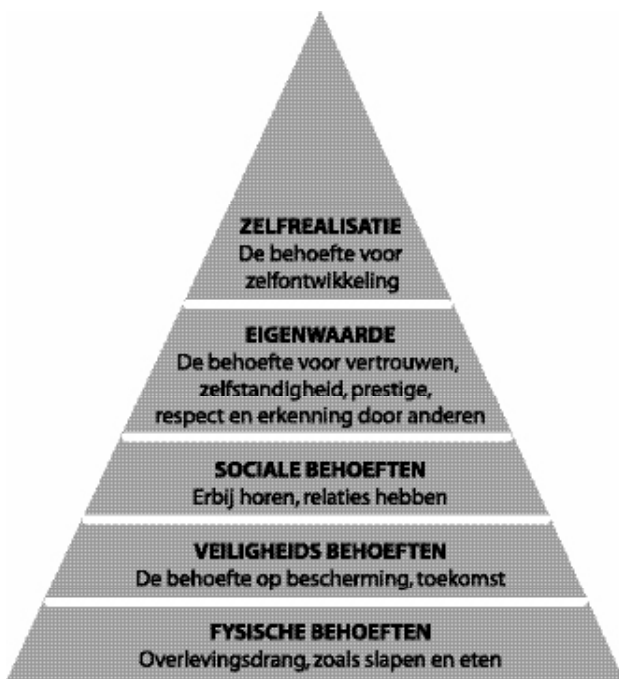 ZELFREALISATIE
De behoefte voor
zelfontwikkeling
EIGENWAARDE
De behoefte voor vertrouwen,
zelfstandigheid, prestige,
respect en erkenning door anderen
SOCIALE BEHOEFTEN
Erbij horen, relaties hebben
VEILIGHEIDS BEHOEFTEN
De behoefte op bescherming, toekomst
FYSISCHE BEHOEFTEN
Overlevingsdrang, zoals slapen en eten